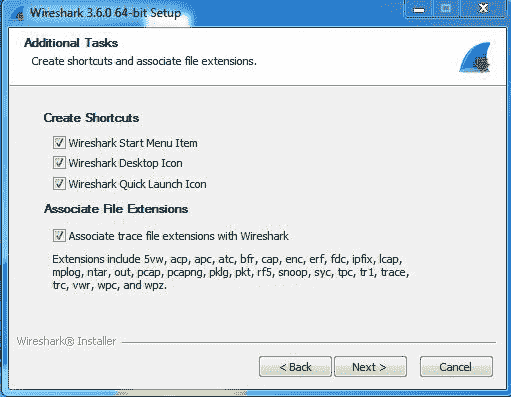 Wireshark 3.6.0 64-bit Setup
Additional Tasks
Create shortcuts and associate file extensions.
Create Shortcuts
Wireshark Start Menu Item
Wireshark Desktop Icon
Wireshark Quick Launch Icon
Associate File Extensions
Associate trace file extensions with Wireshark
Extensions include 5vw, acp, apc, atc, bfr, cap, enc, erf, fdc, ipfix, lcap,
mplog, ntar, out, pcap, pcapng, pklg, pkt, rf5, snoop, syc, tpc, tr1, trace,
trc, vwr, wpc, and wpz.
Wireshark® Installer
< Back Next > Cancel